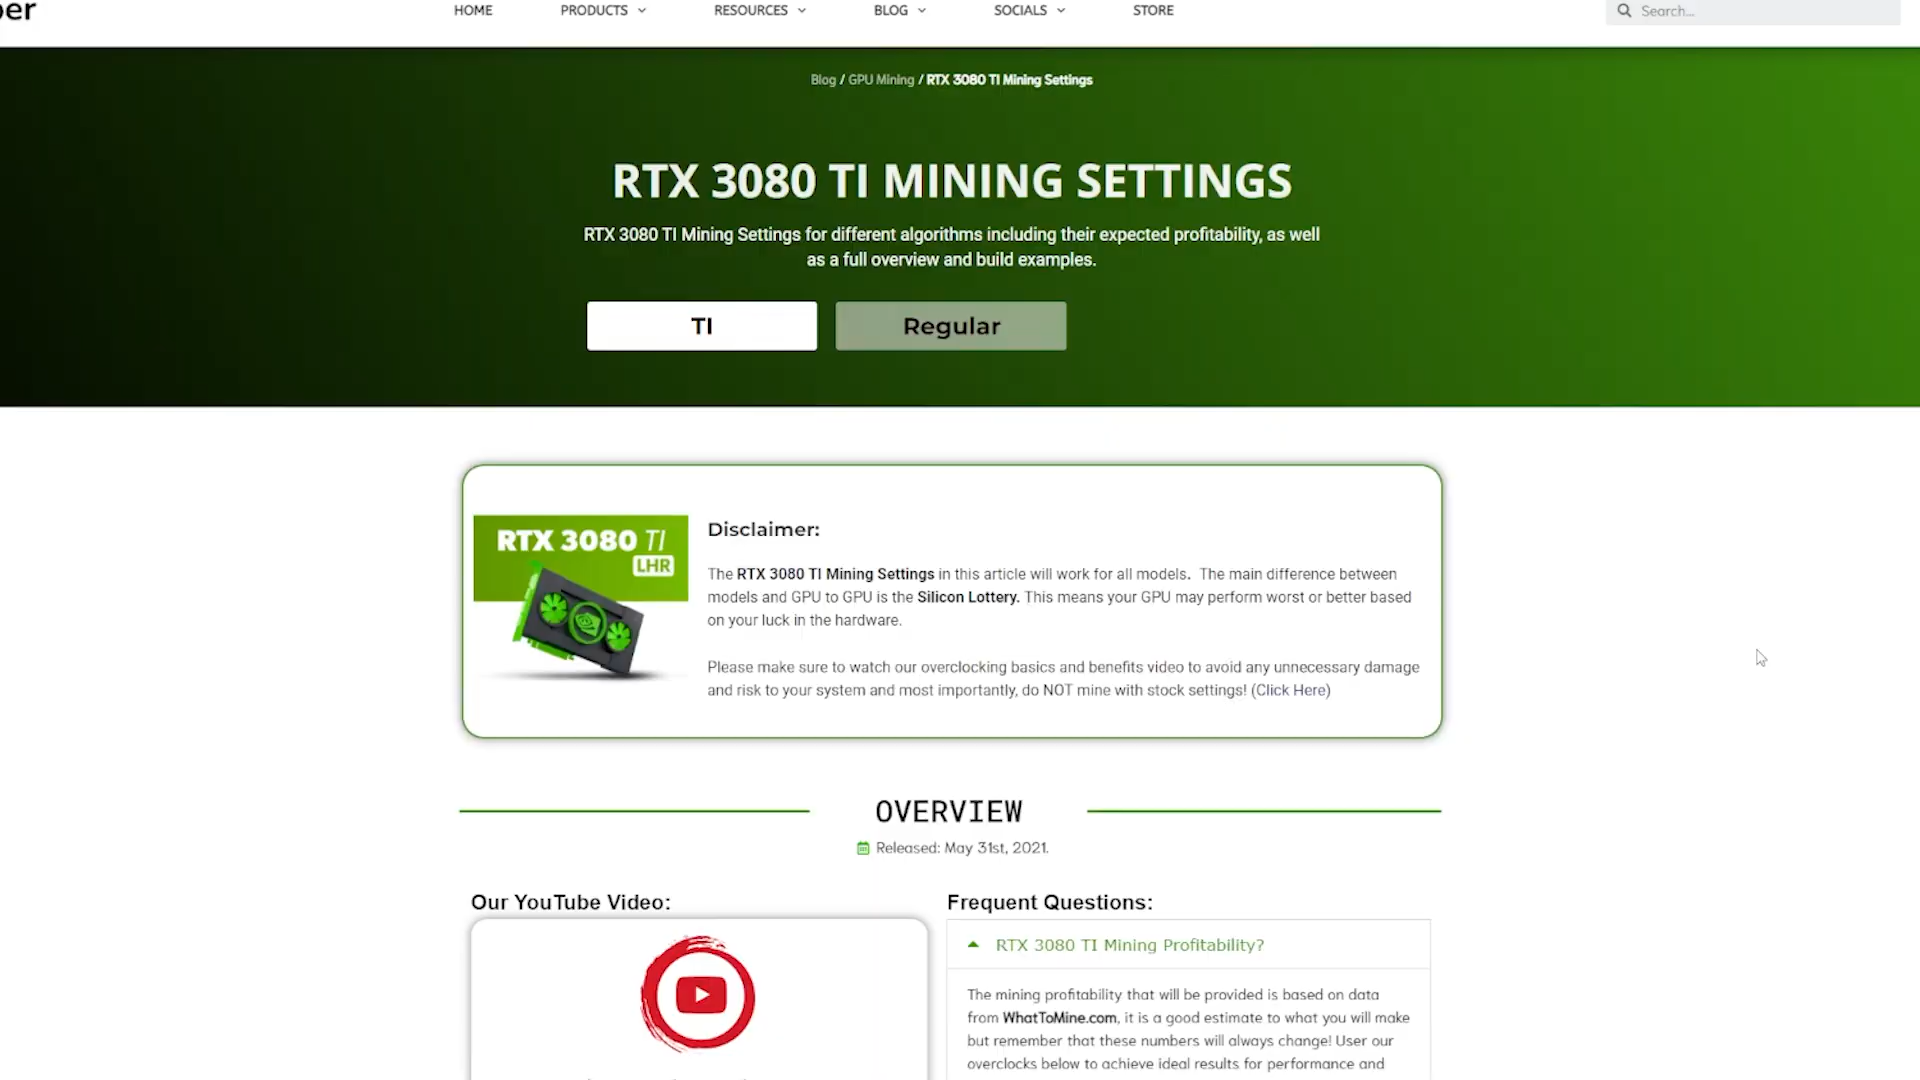 HOME PRODUCTS RESOURCES BLOG SOCIALS STORE Search...
Blog / GPU Mining / RTX 3080 TI Mining Settings
RTX 3080 TI MINING SETTINGS
RTX 3080 TI Mining Settings for different algorithms including their expected profitability, as well
as a full overview and build examples.
TI Regular
RTX 3080 TI
LHR
Disclaimer:
The RTX 3080 TI Mining Settings in this article will work for all models. The main difference between
models and GPU to GPU is the Silicon Lottery. This means your GPU may perform worst or better based
on your luck in the hardware.
Please make sure to watch our overclocking basics and benefits video to avoid any unnecessary damage
and risk to your system and most importantly, do NOT mine with stock settings! (Click Here)
OVERVIEW
Released: May 31st, 2021.
Our YouTube Video:
Frequent Questions:
RTX 3080 TI Mining Profitability?
The mining profitability that will be provided is based on data
from WhatToMine.com, it is a good estimate to what you will make
but remember that these numbers will always change! User our
overclocks below to achieve ideal results for performance and